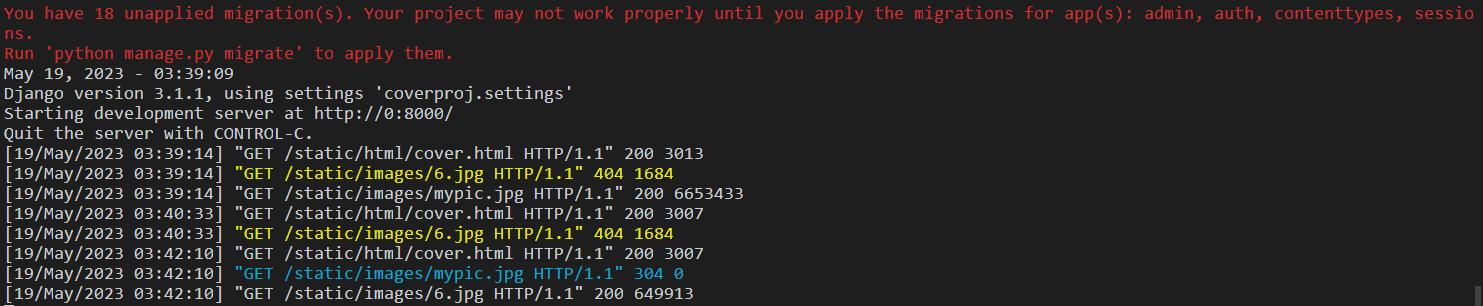 You have 18 unapplied migration(s). Your project may not work properly until you apply the migrations for app(s): admin, auth, contenttypes, sessio
ns.
Run 'python manage.py migrate' to apply them.
May 19, 2023 - 03:39:09
Django version 3.1.1, using settings 'coverproj.settings'
Starting development server at http://0:8000/
Quit the server with CONTROL-C.
[19/May/2023 03:39:14] "GET /static/html/cover.html HTTP/1.1" 200 3013
[19/May/2023 03:39:14] "GET /static/images/6.jpg HTTP/1.1" 404 1684
[19/May/2023 03:39:14] "GET /static/images/mypic.jpg HTTP/1.1" 200 6653433
[19/May/2023 03:40:33] "GET /static/html/cover.html HTTP/1.1" 200 3007
[19/May/2023 03:40:33] "GET /static/images/6.jpg HTTP/1.1" 404 1684
[19/May/2023 03:42:10] "GET /static/html/cover.html HTTP/1.1" 200 3007
[19/May/2023 03:42:10] "GET /static/images/mypic.jpg HTTP/1.1" 304 0
[19/May/2023 03:42:10] "GET /static/images/6.jpg HTTP/1.1" 200 649913